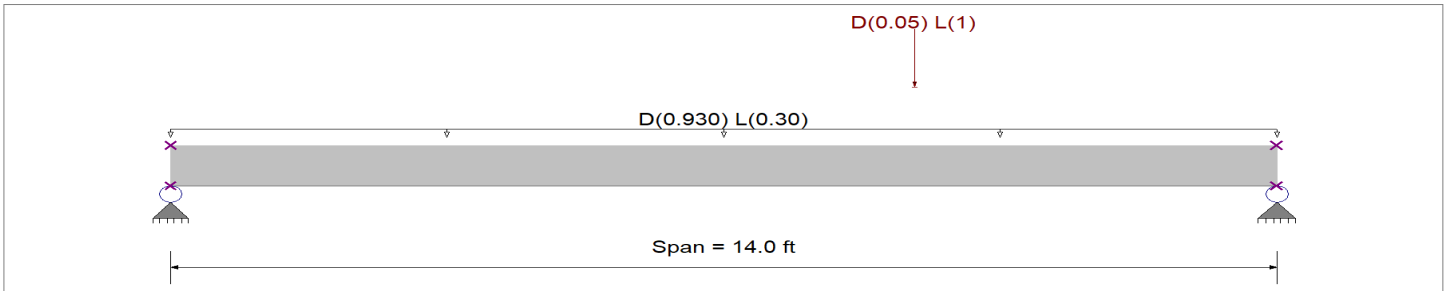 D(0.05) L(1)
D(0.930) L(0.30)
Span = 14.0 ft